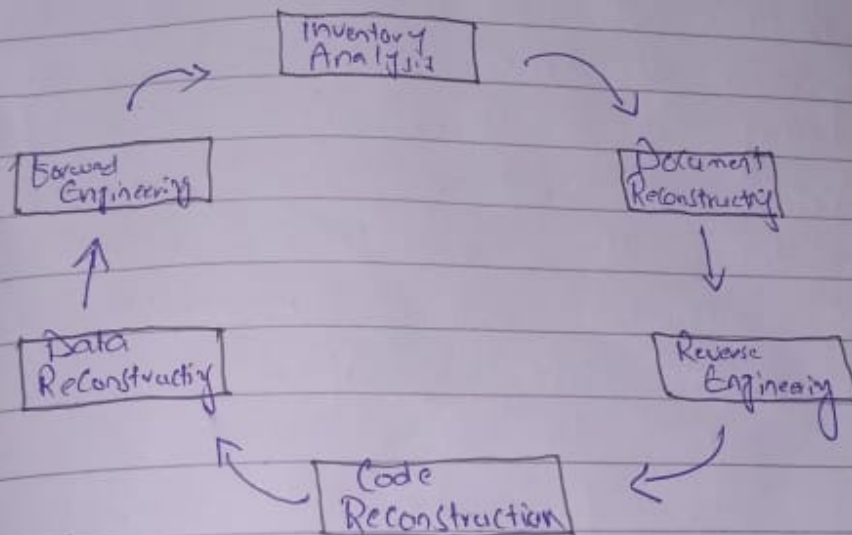 Inventory
Analysis
Forward
Engineering
Document
Reconstructing
Data
Reconstructing
Reverse
Engineering
Code
Reconstruction